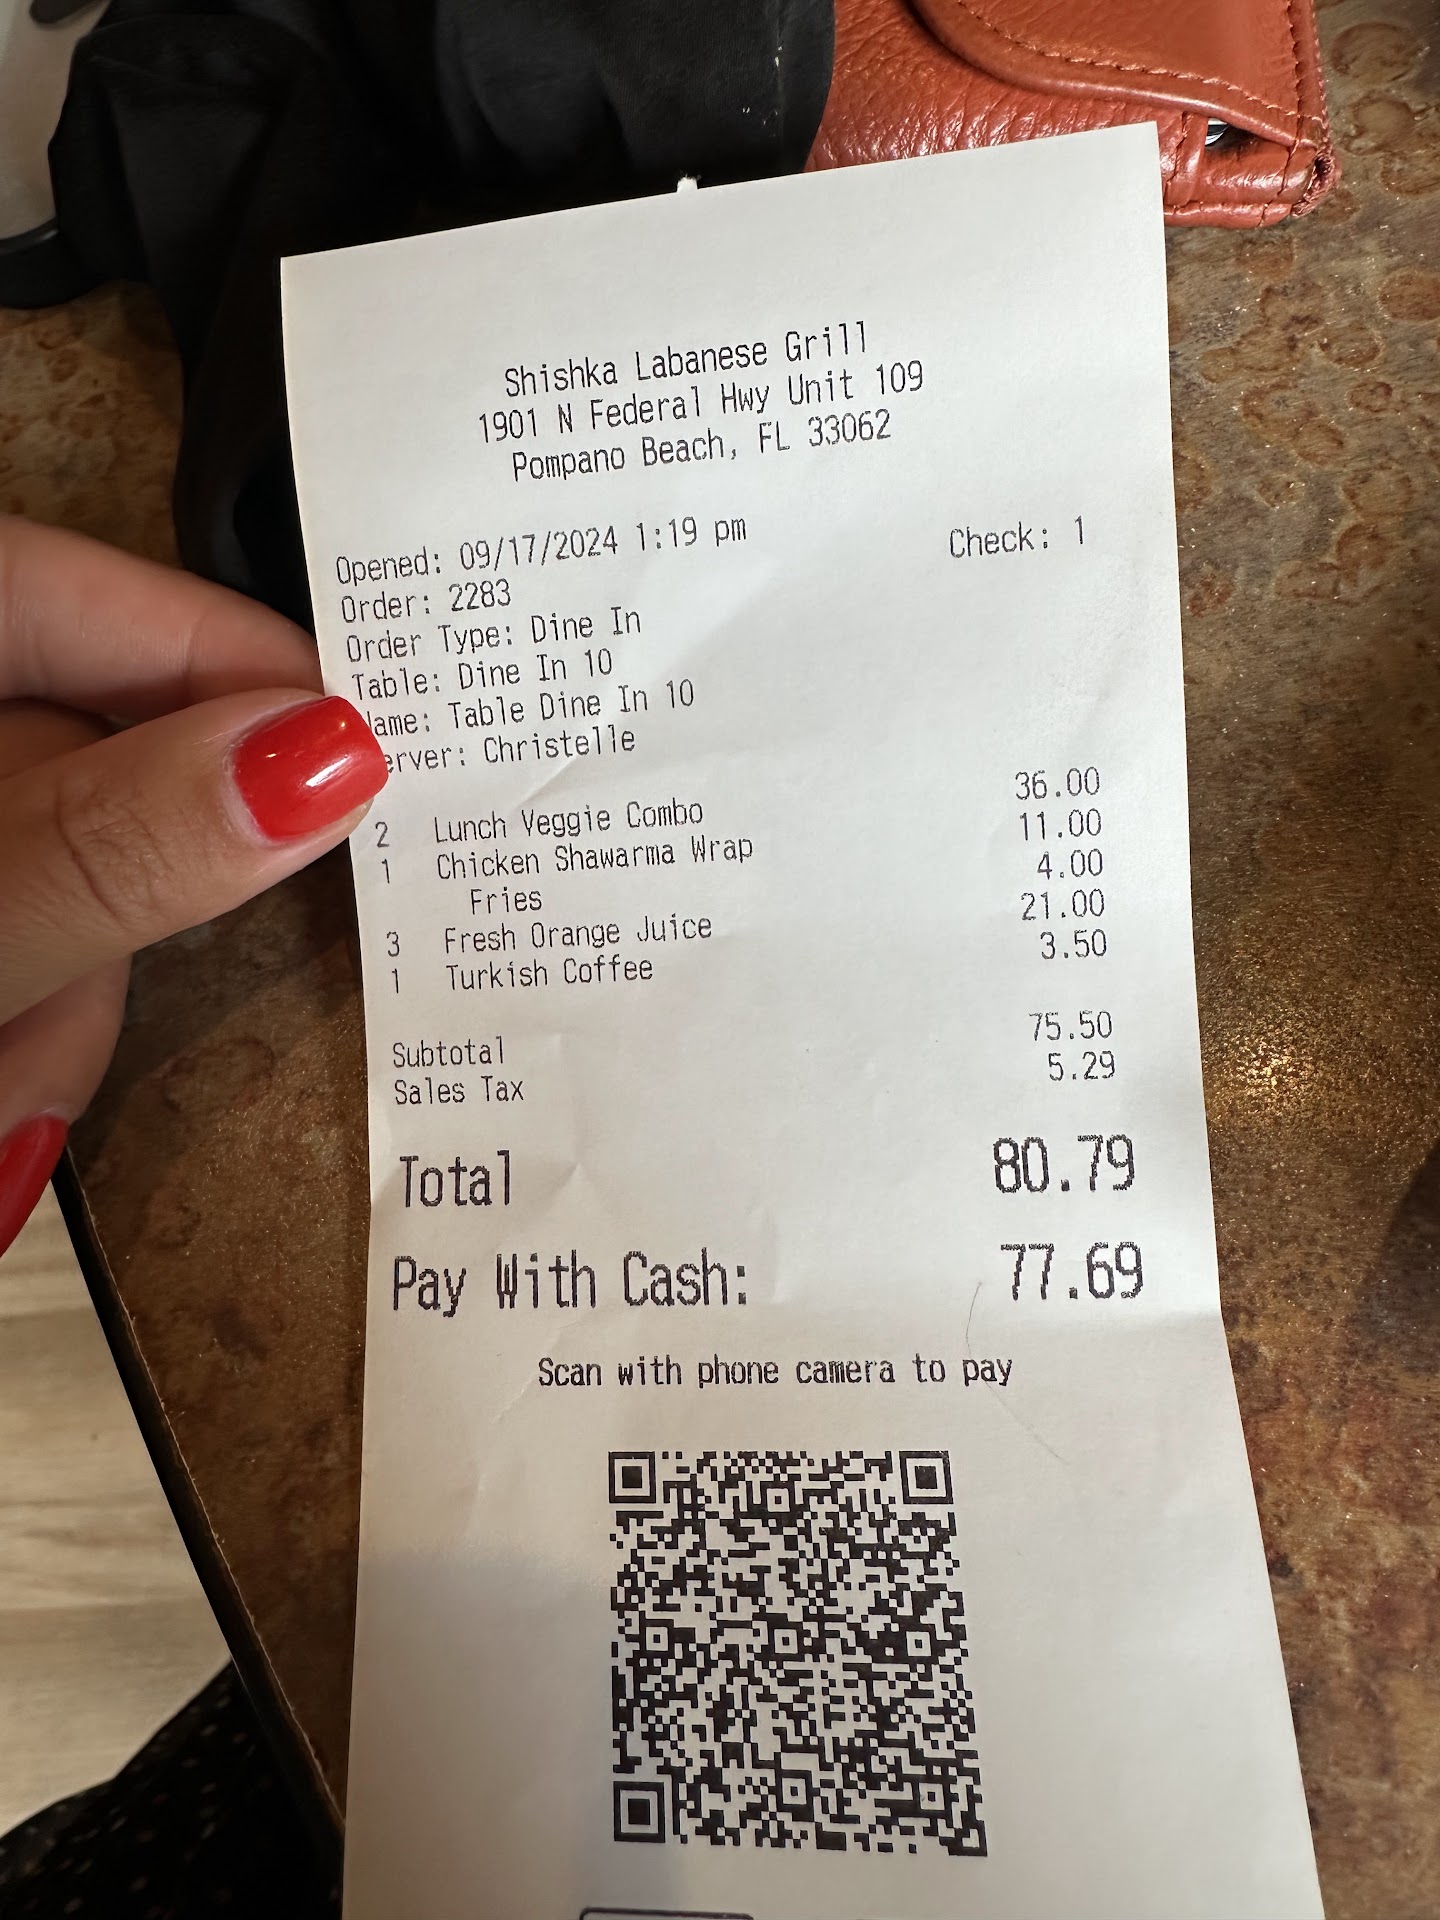 Shishka Labanese Grill
1901 N Federal Hwy Unit 109
Pompano Beach, FL 33062
Opened: 09/17/2024 1:19 pm Check: 1
Order: 2283
Order Type: Dine In
Table: Dine In 10
ame: Table Dine In 10
erver: Christelle
2 Lunch Veggie Combo 36.00
1 Chicken Shawarma Wrap 11.00
Fries 4.00
3 Fresh Orange Juice 21.00
1 Turkish Coffee 3.50
Subtotal 75.50
Sales Tax 5.29
Total 80.79
Pay With Cash: 77.69
Scan with phone camera to pay